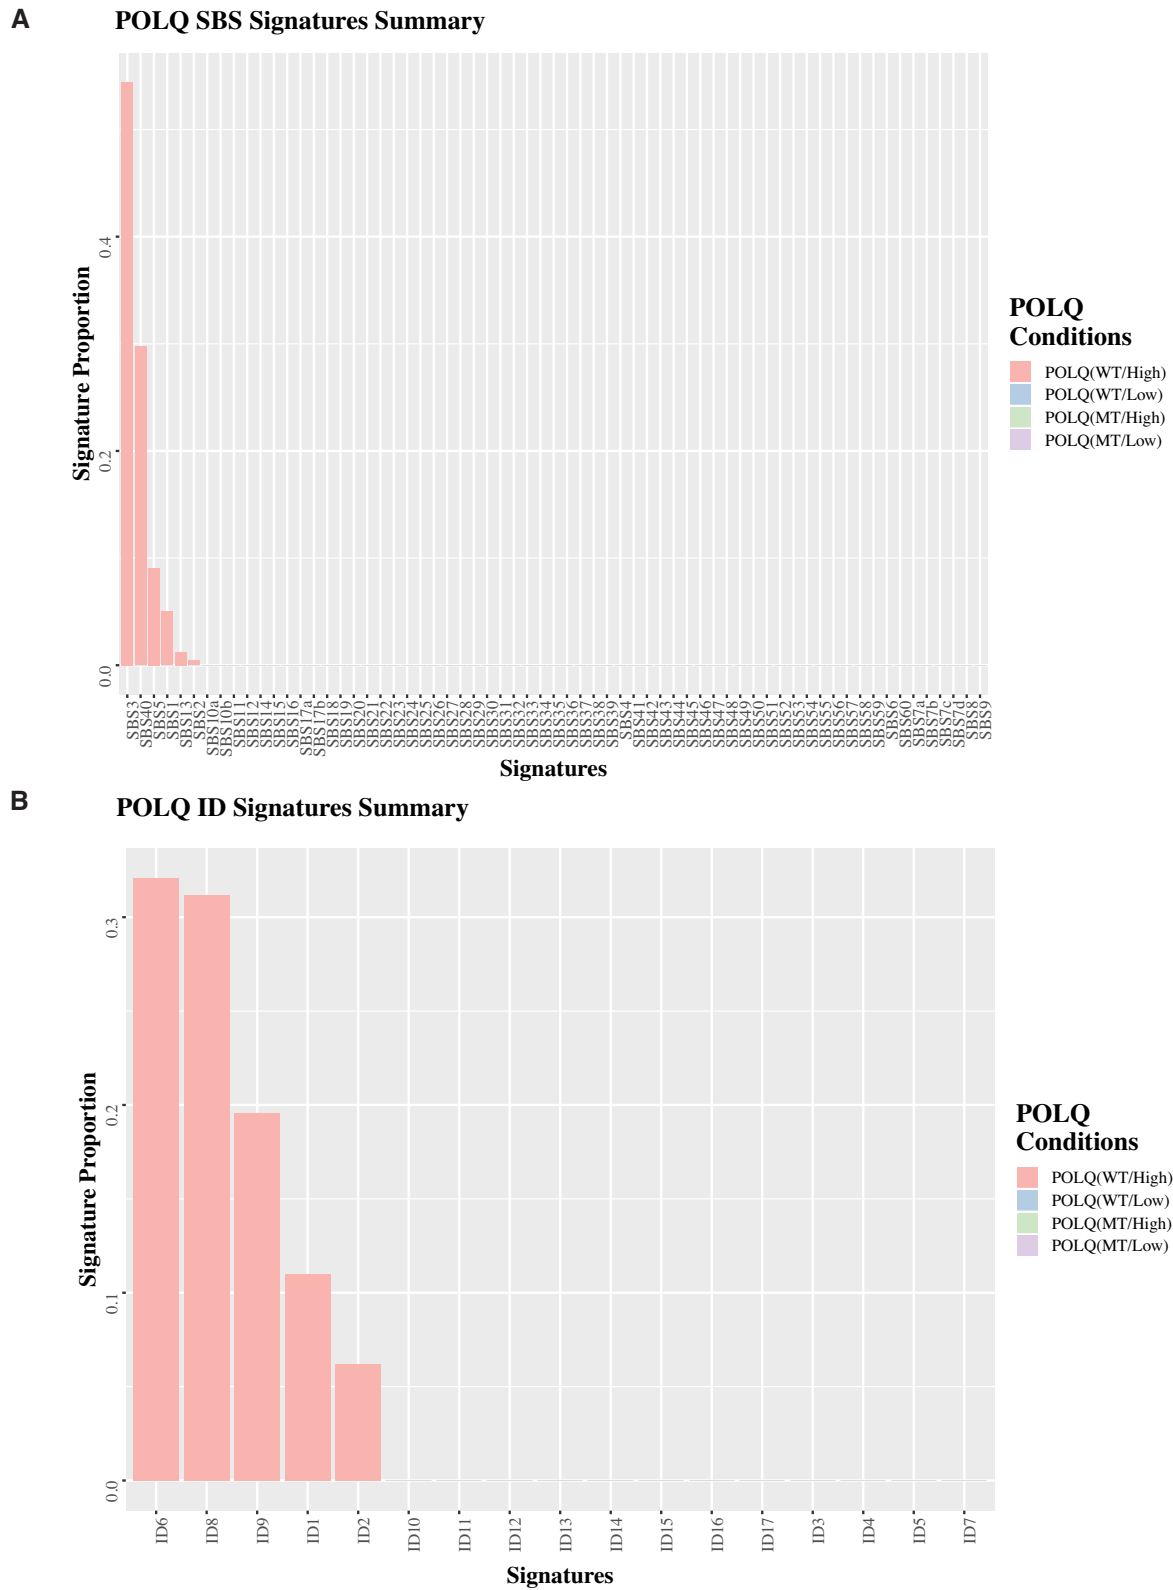 A
POLQ SBS Signatures Summary
Signature Proportion
0.4
0.2
0.0
SBS3
SBS40
SBS5
SBS1
SBS13
SBS2
SBS10a
SBS10b
SBS11
SBS12
SBS14
SBS15
SBS16
SBS17a
SBS17b
SBS18
SBS19
SBS20
SBS21
SBS22
SBS23
SBS24
SBS25
SBS26
SBS27
SBS28
SBS29
SBS30
SBS31
SBS32
SBS33
SBS34
SBS35
SBS36
SBS37
SBS38
SBS39
SBS4
SBS41
SBS42
SBS43
SBS44
SBS45
SBS46
SBS47
SBS48
SBS49
SBS50
SBS51
SBS52
SBS53
SBS54
SBS55
SBS56
SBS57
SBS58
SBS59
SBS6
SBS60
SBS7a
SBS7b
SBS7c
SBS7d
SBS8
SBS9
Signatures
POLQ
Conditions
POLQ(WT/High)
POLQ(WT/Low)
POLQ(MT/High)
POLQ(MT/Low)
B
POLQ ID Signatures Summary
Signature Proportion
0.3
0.2
0.1
0.0
ID6
ID8
ID9
ID1
ID2
ID10
ID11
ID12
ID13
ID14
ID15
ID16
ID17
ID3
ID4
ID5
ID7
Signatures
POLQ
Conditions
POLQ(WT/High)
POLQ(WT/Low)
POLQ(MT/High)
POLQ(MT/Low)